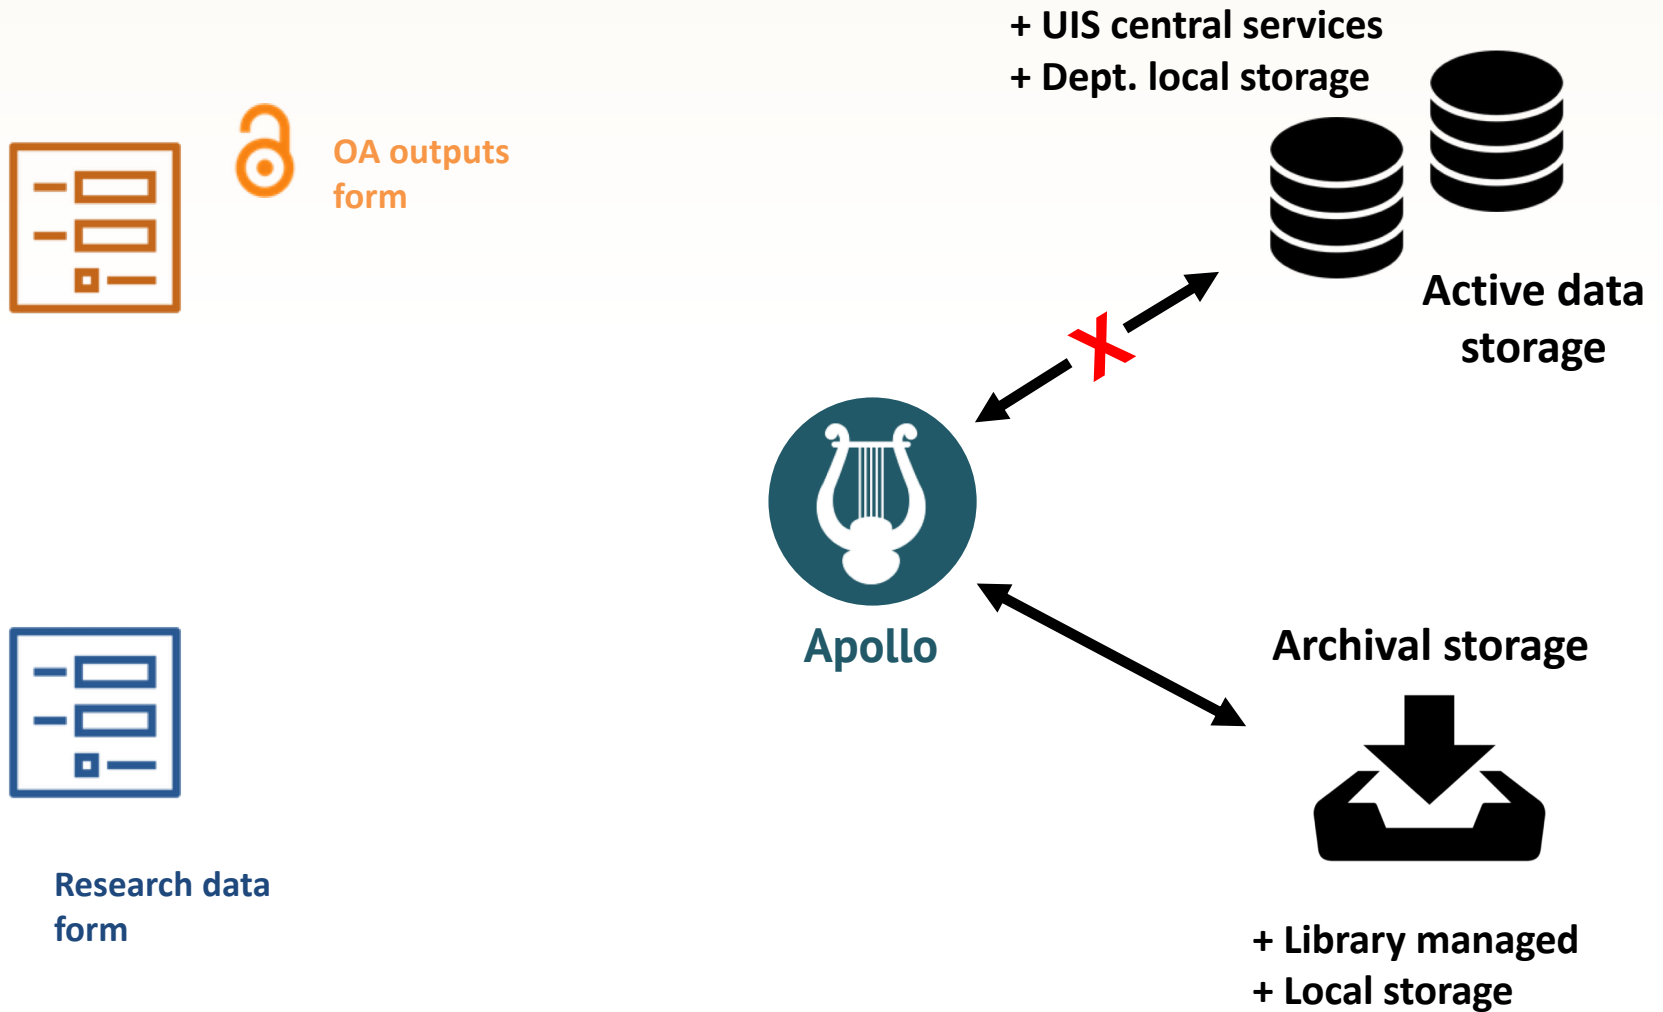 + UIS central services
+ Dept. local storage
OA outputs
form
Active data
storage
X
Apollo
Archival storage
Research data
form
+ Library managed
+ Local storage